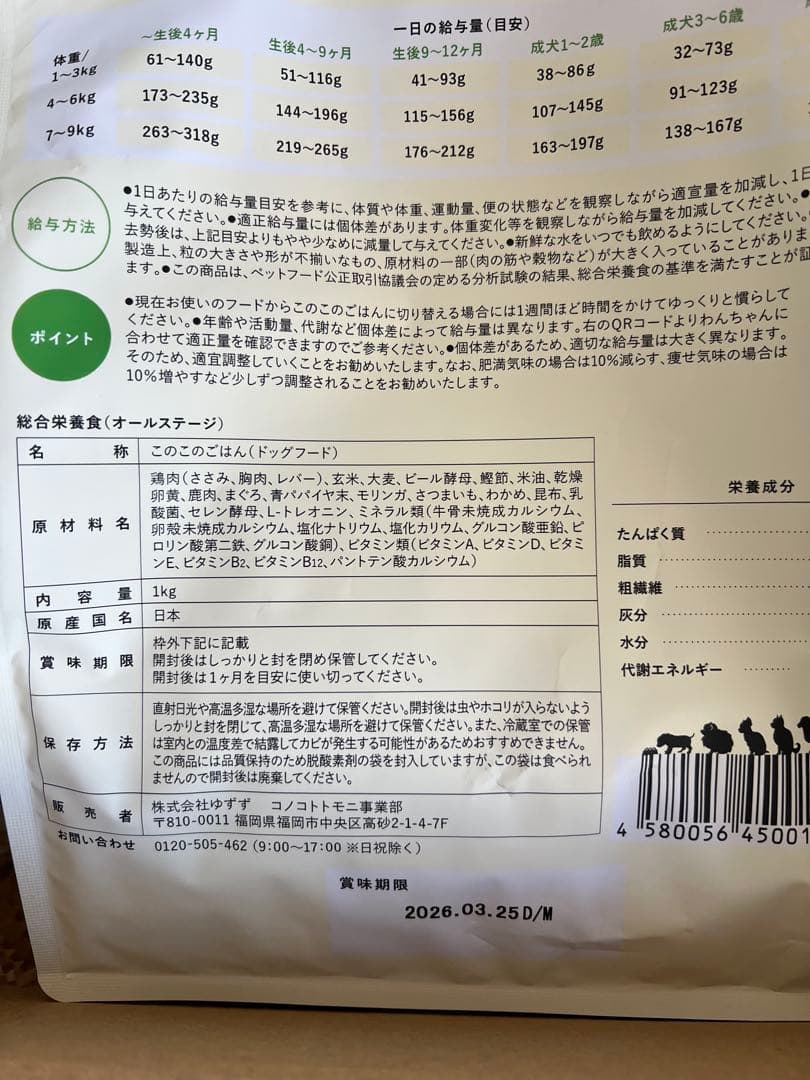 一日の給与量(目安)
体重/ ～生後4ヶ月 生後4～9ヶ月 生後9～12ヶ月 成犬1～2歳 成犬3～6歳
1～3kg 61～140g 51～116g 41～93g 38～86g 32～73g
4～6kg 173～235g 144～196g 115～156g 107～145g 91～123g
7～9kg 263～318g 219～265g 176～212g 163～197g 138～167g
給与方法
●1日あたりの給与量目安を参考に、体質や体重、運動量、便の状態などを観察しながら適宜量を加減し、1日
与えてください。●適正給与量には個体差があります。体重変化等を観察しながら給与量を加減してください。●
去勢後は、上記目安よりもやや少なめに減量して与えてください。●新鮮な水をいつでも飲めるようにしてください。
製造上、粒の大きさや形が不揃いなもの、原材料の一部(肉の筋や穀物など)が大きく入っていることがありま
ます。●この商品は、ペットフード公正取引協議会の定める分析試験の結果、総合栄養食の基準を満たすことが証
ポイント
●現在お使いのフードからこのこのごはんに切り替える場合には1週間ほど時間をかけてゆっくりと慣らして
ください。●年齢や活動量、代謝など個体差によって給与量は異なります。右のQRコードよりわんちゃんに
合わせて適正量を確認できますのでご参考ください。●個体差があるため、適切な給与量は大きく異なります。
そのため、適宜調整していくことをお勧めいたします。なお、肥満気味の場合は10%減らす、痩せ気味の場合は
10%増やすなど少しずつ調整されることをお勧めいたします。
総合栄養食(オールステージ)
名称 このこのごはん(ドッグフード)
原材料名 鶏肉(ささみ、胸肉、レバー)、玄米、大麦、ビール酵母、鰹節、米油、乾燥
卵黄、鹿肉、まぐろ、青パパイヤ末、モリンガ、さつまいも、わかめ、昆布、乳
酸菌、セレン酵母、L-トレオニン、ミネラル類(牛骨未焼成カルシウム、
卵殻未焼成カルシウム、塩化ナトリウム、塩化カリウム、グルコン酸亜鉛、ピ
ロリン酸第二鉄、グルコン酸銅)、ビタミン類(ビタミンA、ビタミンD、ビタミ
ンE、ビタミンB2、ビタミンB12、パントテン酸カルシウム)
内容量 1kg
原産国名 日本
賞味期限 枠外下記に記載
開封後はしっかりと封を閉め保管してください。
開封後は1ヶ月を目安に使い切ってください。
保存方法 直射日光や高温多湿な場所を避けて保管ください。開封後は虫やホコリが入らないよう
しっかりと封を閉じて、高温多湿な場所を避けて保管ください。また、冷蔵室での保管
は室内との温度差で結露してカビが発生する可能性があるためおすすめできません。
この商品には品質保持のため脱酸素剤の袋を封入していますが、この袋は食べられ
ませんので開封後は廃棄してください。
販売者 株式会社ゆずず コノコトトモニ事業部
〒810-0011 福岡県福岡市中央区高砂2-1-4-7F
お問い合わせ 0120-505-462(9:00～17:00 ※日祝除く)
賞味期限
2026.03.25D/M
栄養成分
たんぱく質
脂質
粗繊維
灰分
水分
代謝エネルギー
4 580056 45001